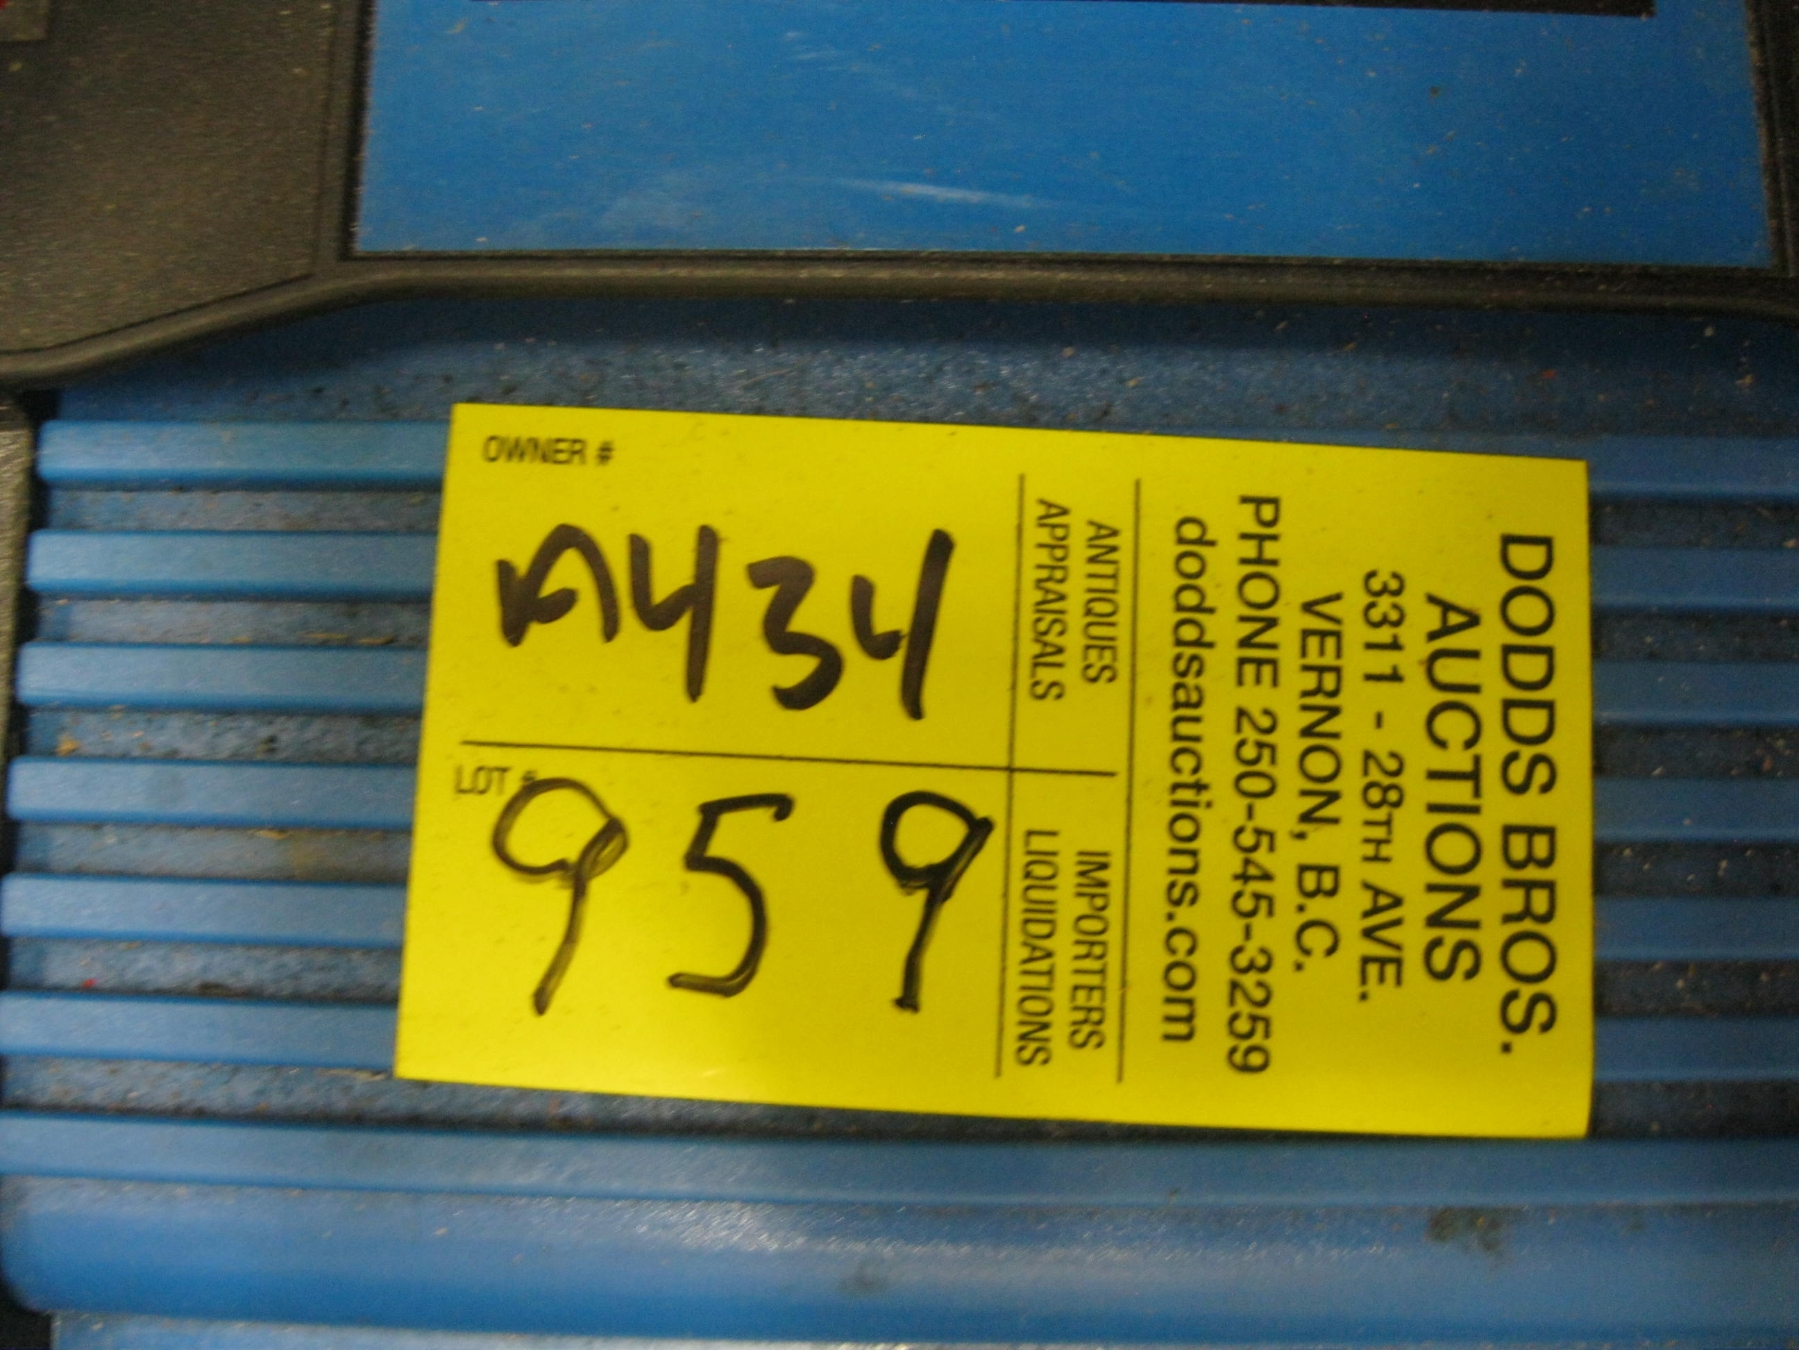 DODDS BROS.
AUCTIONS
3311 - 28TH AVE.
VERNON, B.C.
PHONE 250-545-3259
doddsauctions.com
ANTIQUES
APPRAISALS
IMPORTERS
LIQUIDATIONS
OWNER #
A434
LOT #
959